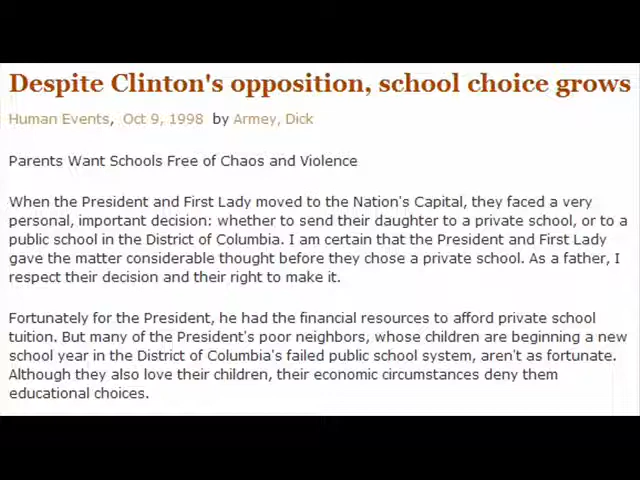 Despite Clinton's opposition, school choice grows
Human Events, Oct 9, 1998 by Armey, Dick
Parents Want Schools Free of Chaos and Violence
When the President and First Lady moved to the Nation's Capital, they faced a very
personal, important decision: whether to send their daughter to a private school, or to a
public school in the District of Columbia. I am certain that the President and First Lady
gave the matter considerable thought before they chose a private school. As a father, I
respect their decision and their right to make it.
Fortunately for the President, he had the financial resources to afford private school
tuition. But many of the President's poor neighbors, whose children are beginning a new
school year in the District of Columbia's failed public school system, aren't as fortunate.
Although they also love their children, their economic circumstances deny them
educational choices.